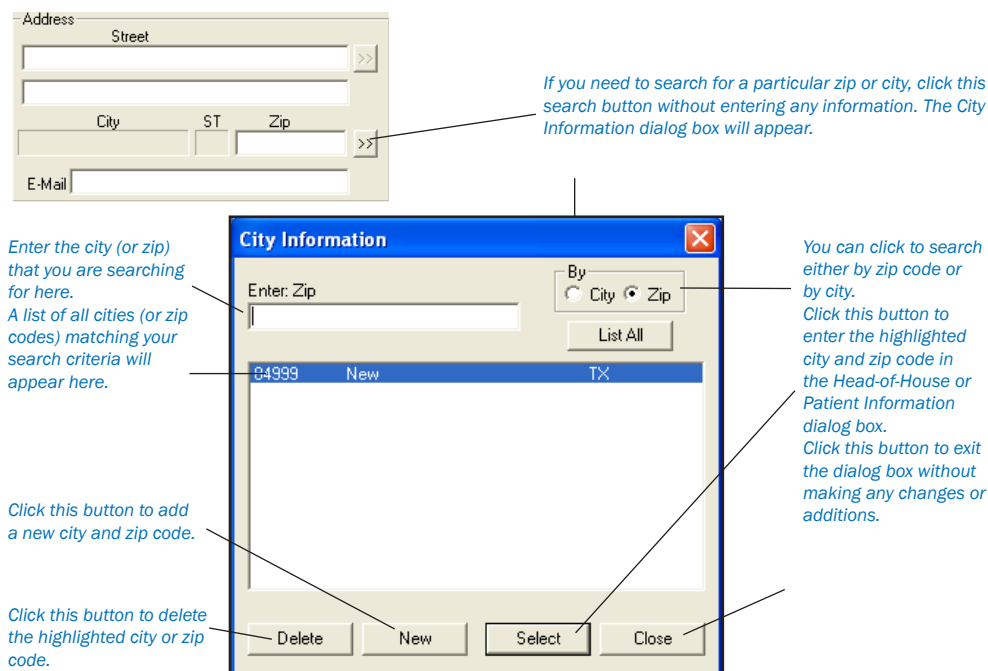 Address
Street
>>
If you need to search for a particular zip or city, click this
search button without entering any information. The City
Information dialog box will appear.
City ST Zip
>>
E-Mail
Enter the city (or zip)
that you are searching
for here.
A list of all cities (or zip
codes) matching your
search criteria will
appear here.
City Information
Enter: Zip
By
City Zip
List All
84999 New TX
You can click to search
either by zip code or
by city.
Click this button to
enter the highlighted
city and zip code in
the Head-of-House or
Patient Information
dialog box.
Click this button to exit
the dialog box without
making any changes or
additions.
Click this button to add
a new city and zip code.
Click this button to delete
the highlighted city or zip
code.
Delete New Select Close